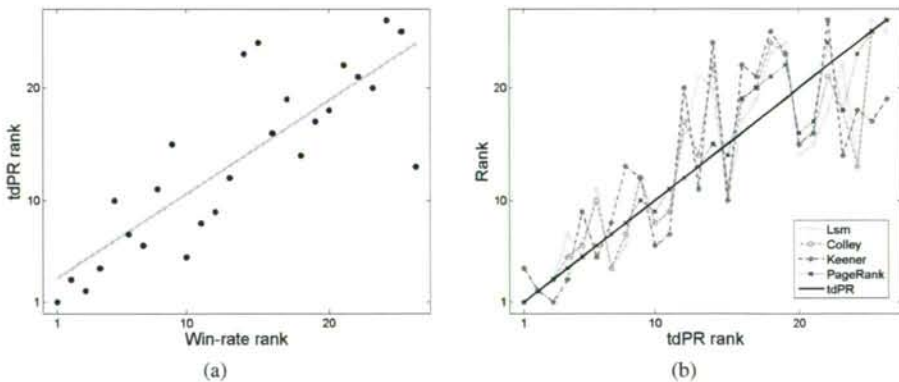 tdPR rank
20
10
1
1
10
20
Win-rate rank
(a)
Rank
20
10
1
1
10
20
tdPR rank
Lsm
Colley
Keener
PageRank
tdPR
(b)